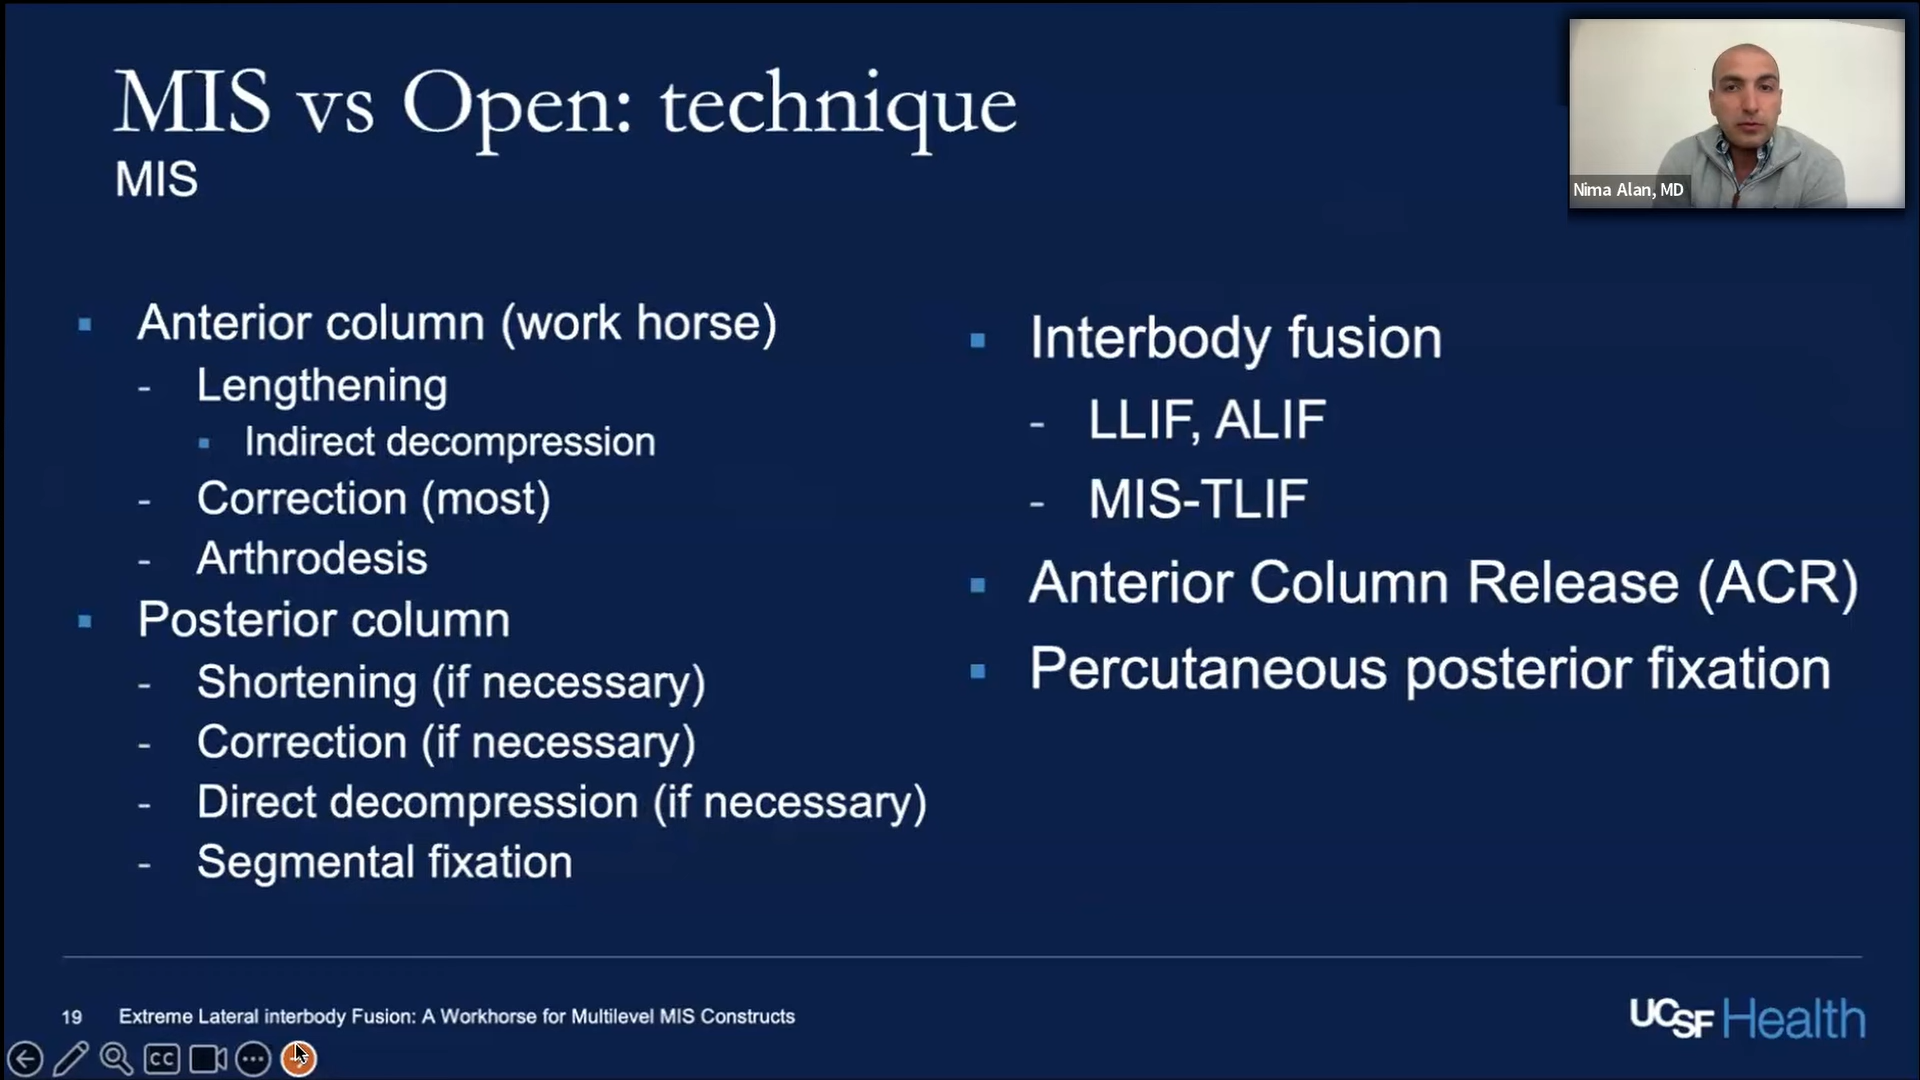 MIS vs Open: technique
MIS
Nima Alan, MD
Anterior column (work horse)
- Lengthening
Indirect decompression
- Correction (most)
- Arthrodesis
Posterior column
- Shortening (if necessary)
- Correction (if necessary)
- Direct decompression (if necessary)
- Segmental fixation
Interbody fusion
- LLIF, ALIF
- MIS-TLIF
Anterior Column Release (ACR)
Percutaneous posterior fixation
19 Extreme Lateral interbody Fusion: A Workhorse for Multilevel MIS Constructs
UCSF Health
CC